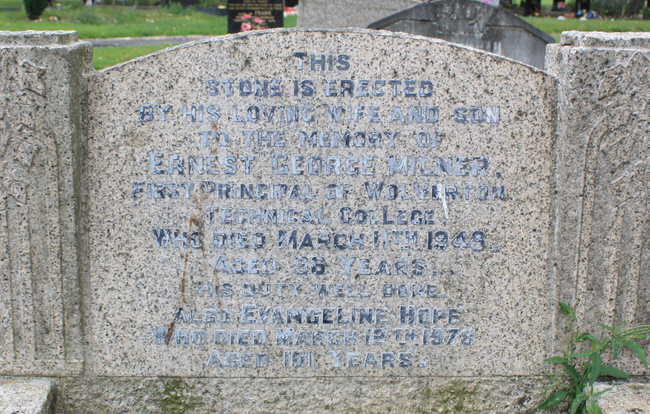 THIS
STONE IS ERECTED
BY HIS LOVING WIFE AND SON
TO THE MEMORY OF
ERNEST GEORGE MILNER,
FIRST PRINCIPAL OF WOLVERTON
TECHNICAL COLLEGE
WHO DIED MARCH 11TH 1948.
AGED 66 YEARS.
HIS DUTY WELL DONE.
ALSO EVANGELINE HOPE
WHO DIED MARCH 12TH 1978
AGED 101 YEARS.